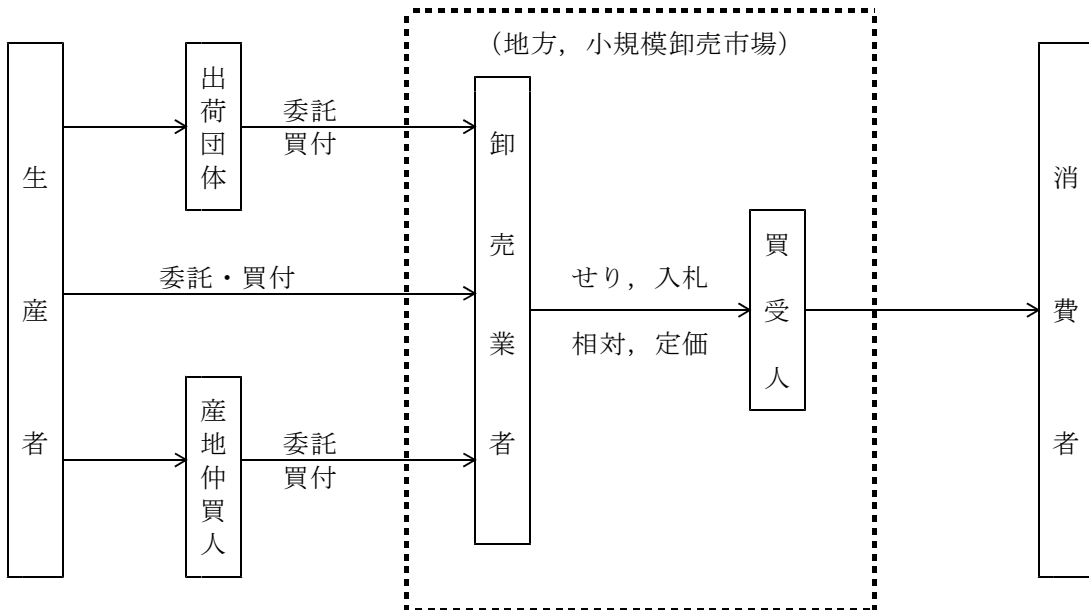 （地方，小規模卸売市場）
生産者
出荷団体
委託
買付
委託・買付
産地仲買人
委託
買付
卸売業者
せり，入札
相対，定価
買受人
消費者